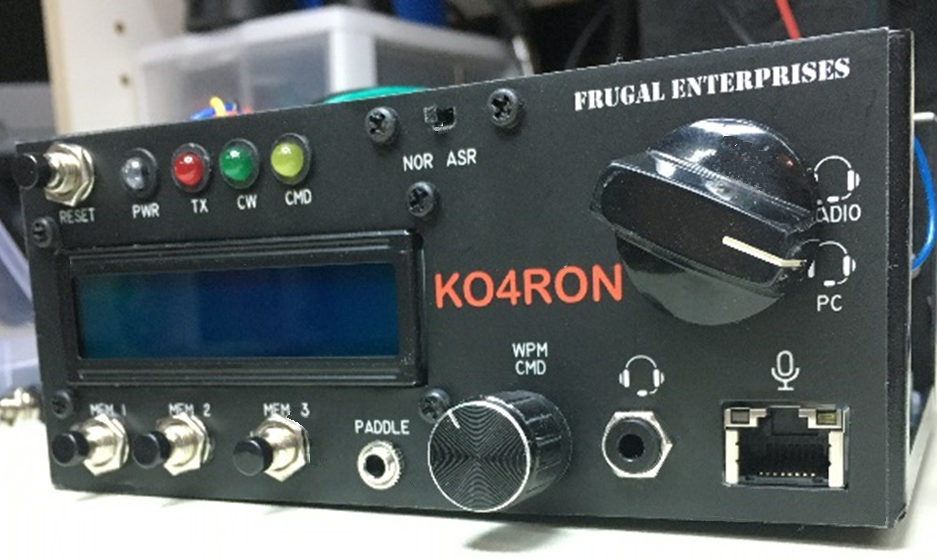 FRUGAL ENTERPRISES
NOR ASR
RESET
PWR
TX
CW
CMD
KO4RON
PC
WPM
CMD
MEM 1
MEM 2
MEM 3
PADDLE